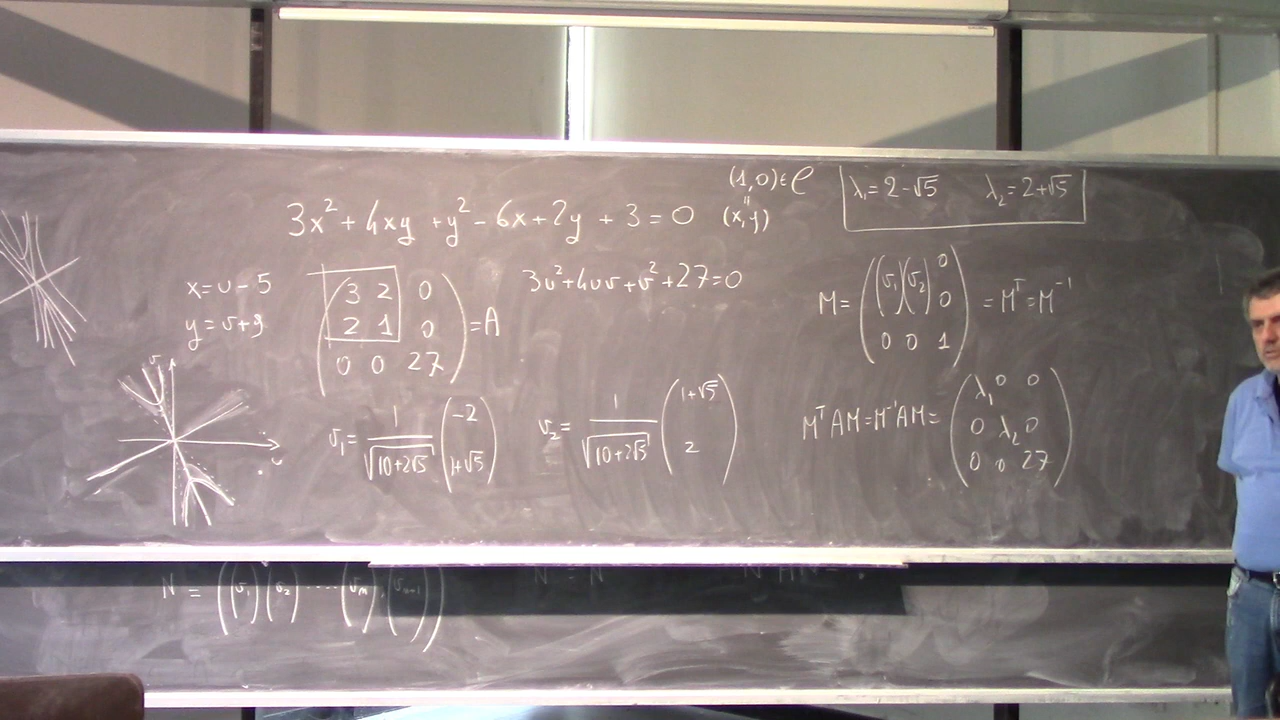 (1,0)∈C
"
(x,y)
λ₁=2-√5 λ₂=2+√5
3x²+4xy+y²-6x+2y+3=0
x=u-5
y=v+9
(3 2 0
2 1 0
0 0 27) =A
3u²+4uv+v²+27=0
M= ((v₁)(v₂) 0
0
0 0 1) =M^T=M⁻¹
v
u
v₁= 1/√(10+2√5) (-2
1+√5)
v₂= 1/√(10+2√5) (1+√5
2)
M^T AM=M⁻¹AM= (λ₁ 0 0
0 λ₂ 0
0 0 27)
N = ((v₁)(v₂)·····(vₙ)(vₙ₊₁))